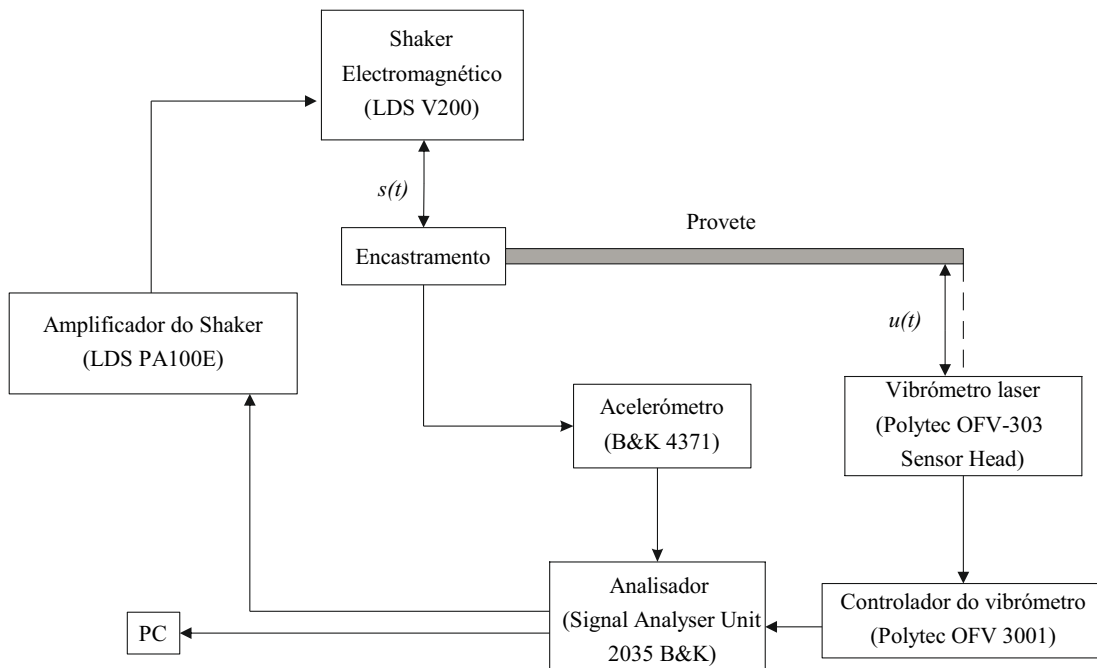 Shaker
Electromagnético
(LDS V200)
s(t)
Provete
Encastramento
Amplificador do Shaker
(LDS PA100E)
u(t)
Acelerómetro
(B&K 4371)
Vibrómetro laser
(Polytec OFV-303
Sensor Head)
Analisador
(Signal Analyser Unit
2035 B&K)
Controlador do vibrómetro
(Polytec OFV 3001)
PC